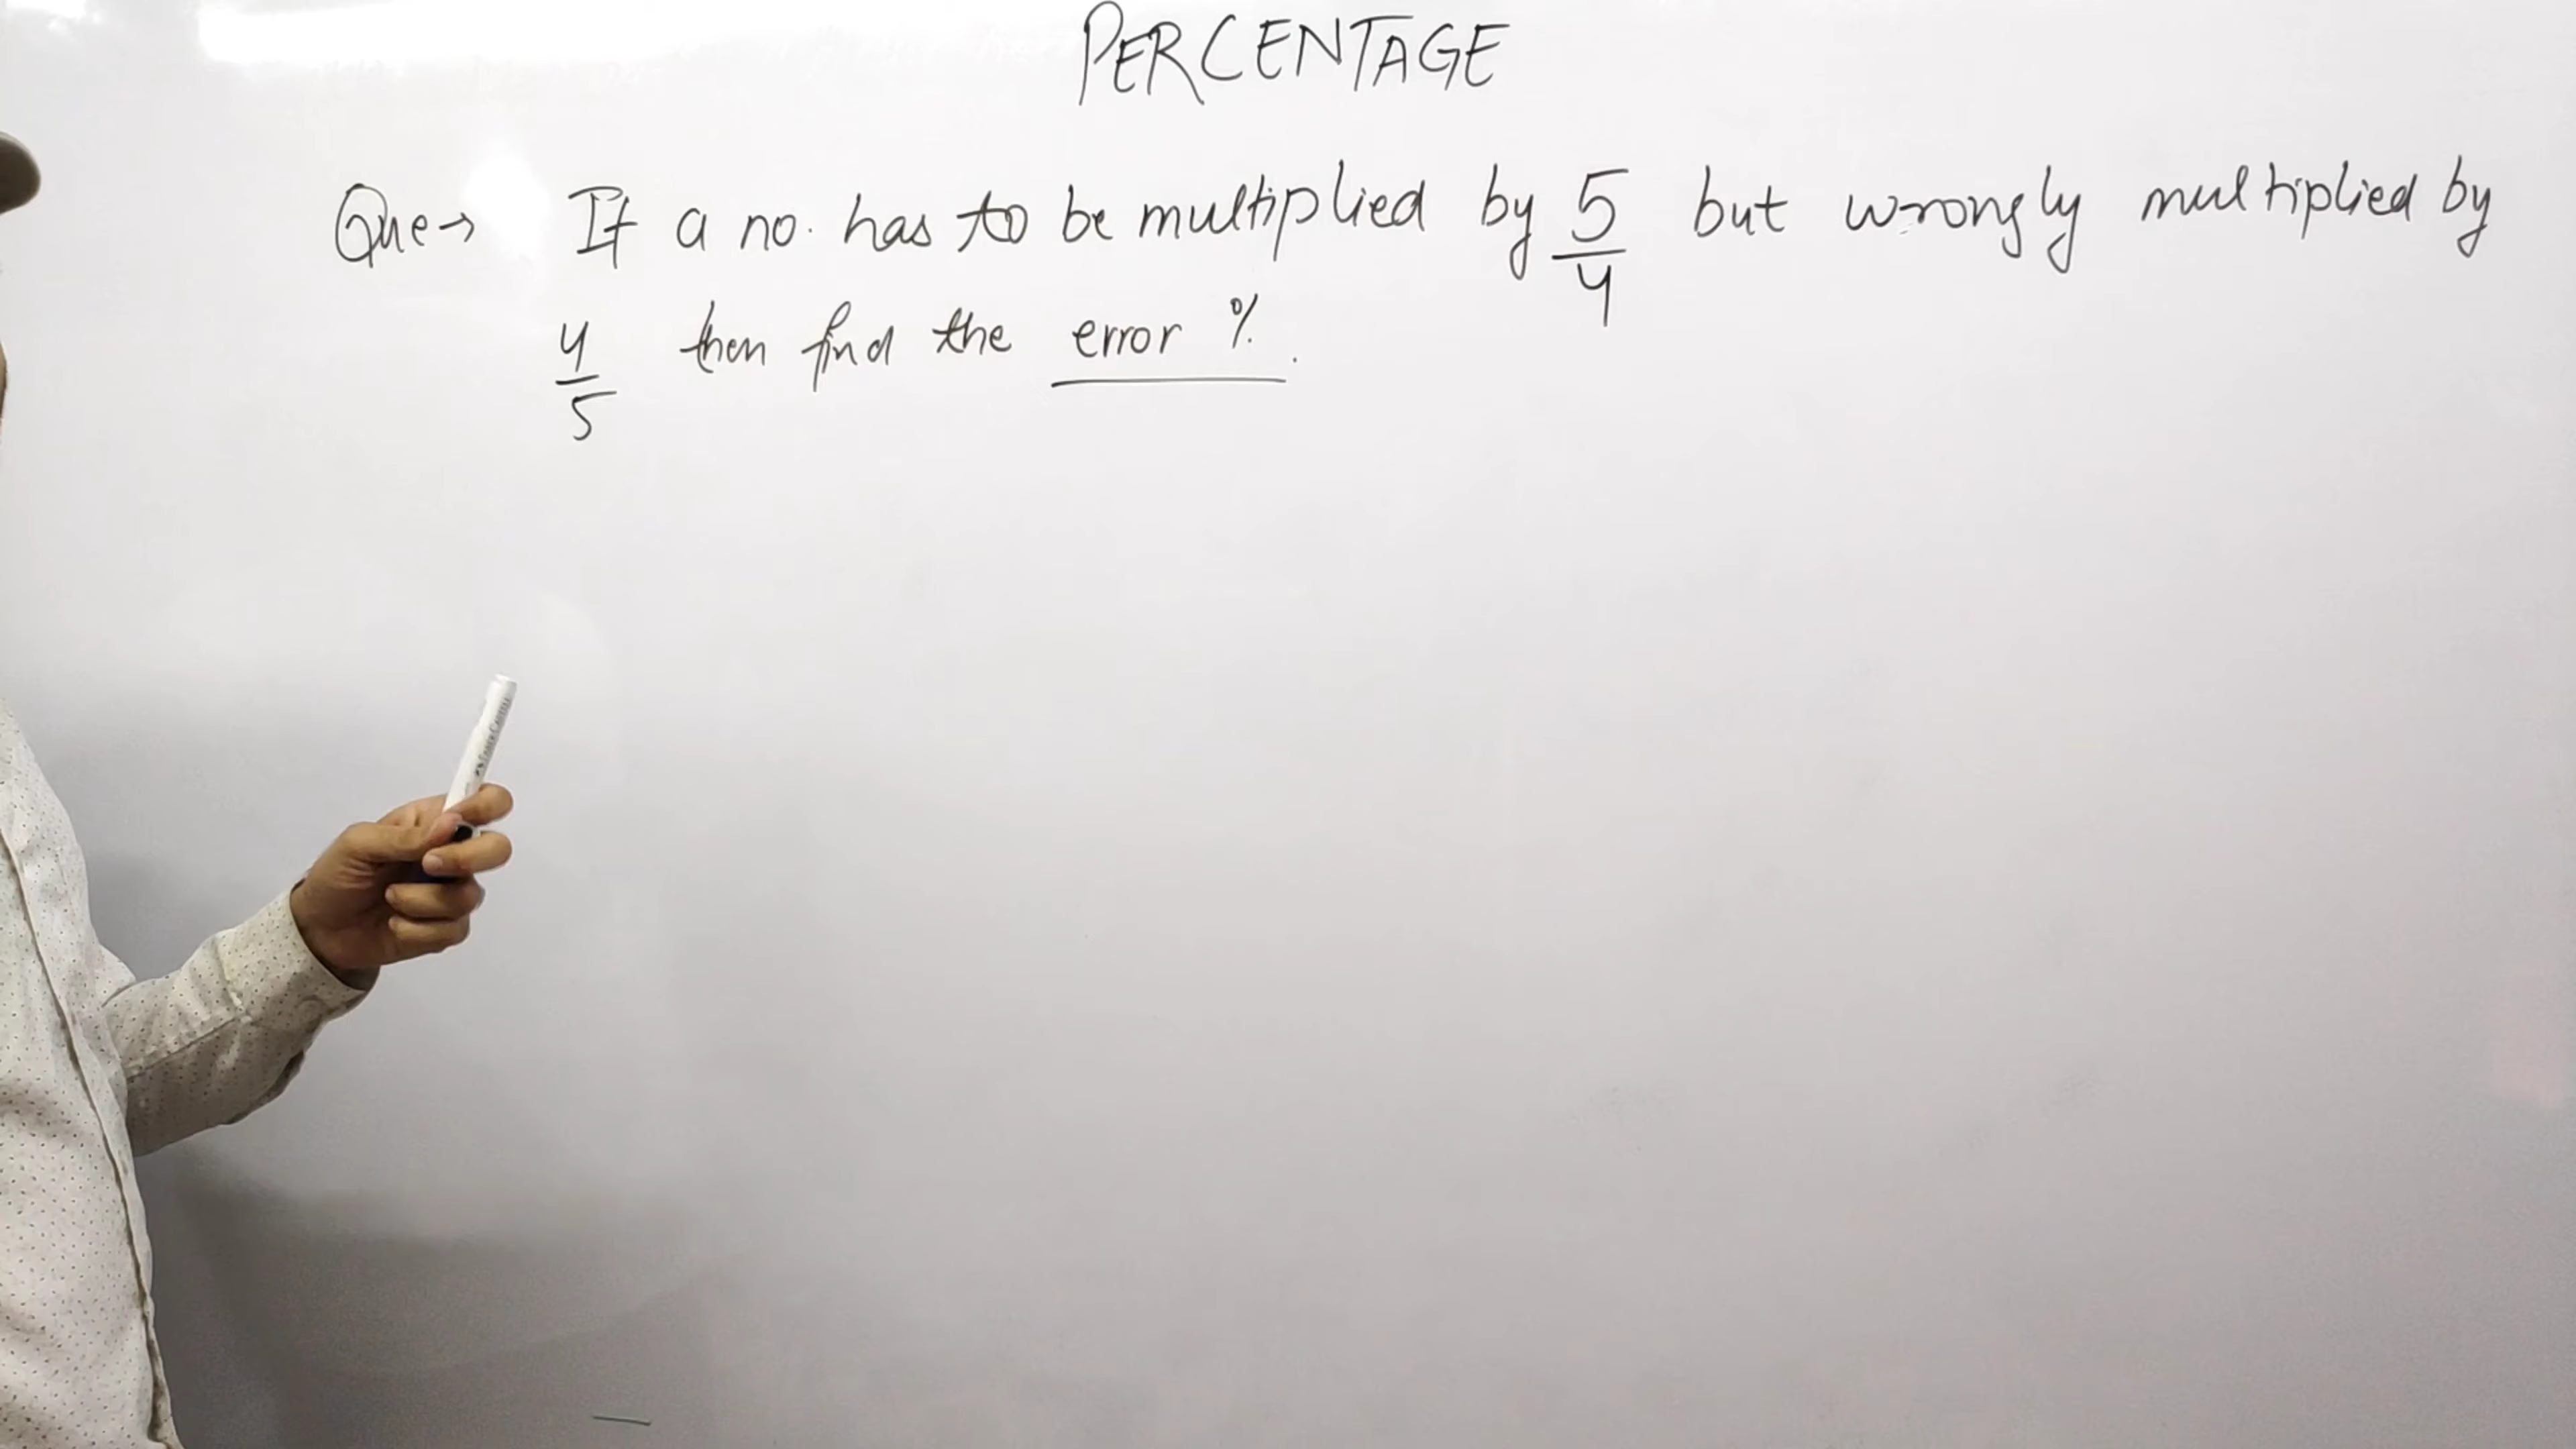 PERCENTAGE
Que→ If a no. has to be multiplied by 5/4 but wrongly multiplied by
4/5 then find the error %.